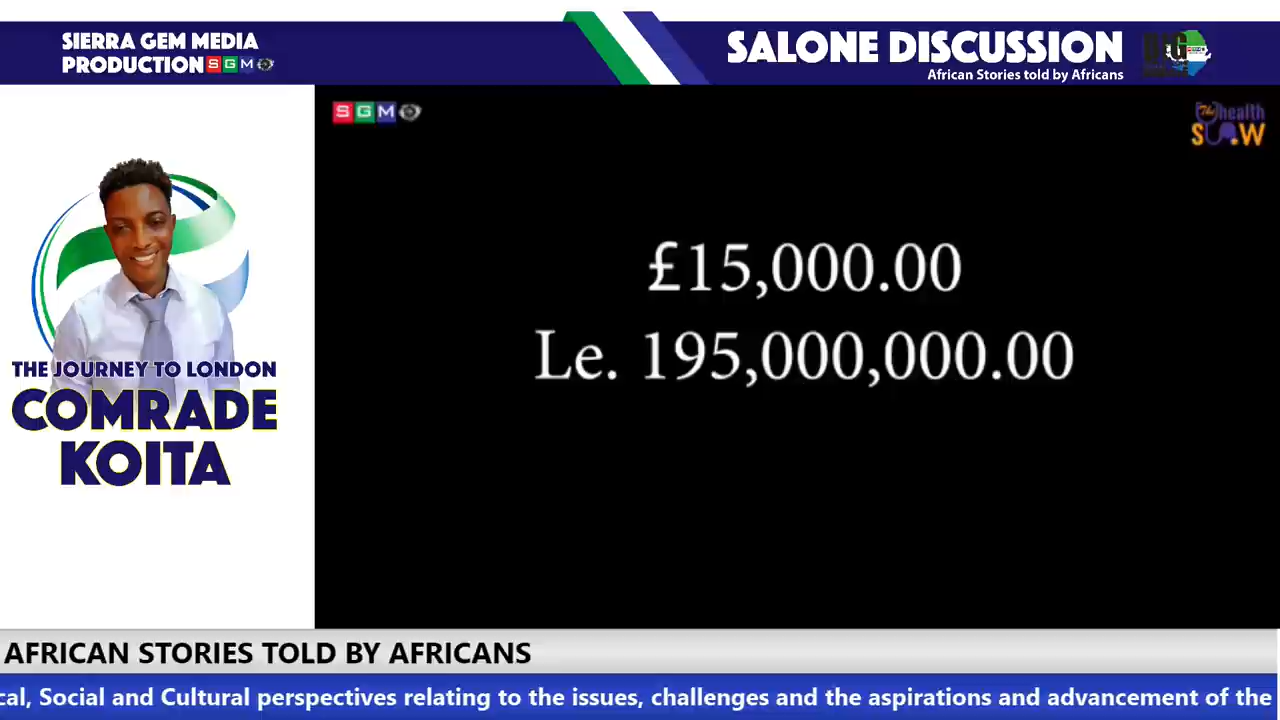 SIERRA GEM MEDIA
PRODUCTION SGM
SALONE DISCUSSION
African Stories told by Africans
SGM
The health
£15,000.00
Le. 195,000,000.00
THE JOURNEY TO LONDON
COMRADE
KOITA
AFRICAN STORIES TOLD BY AFRICANS
cal, Social and Cultural perspectives relating to the issues, challenges and the aspirations and advancement of the